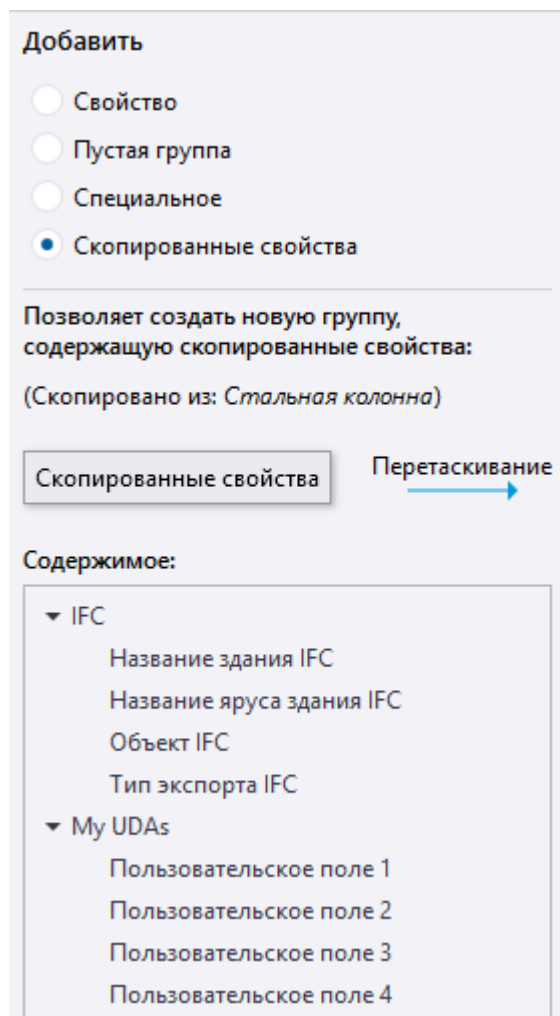 Добавить
Свойство
Пустая группа
Специальное
Скопированные свойства
Позволяет создать новую группу,
содержащую скопированные свойства:
(Скопировано из: Стальная колонна)
Скопированные свойства
Перетаскивание
Содержимое:
IFC
Название здания IFC
Название яруса здания IFC
Объект IFC
Тип экспорта IFC
My UDAs
Пользовательское поле 1
Пользовательское поле 2
Пользовательское поле 3
Пользовательское поле 4